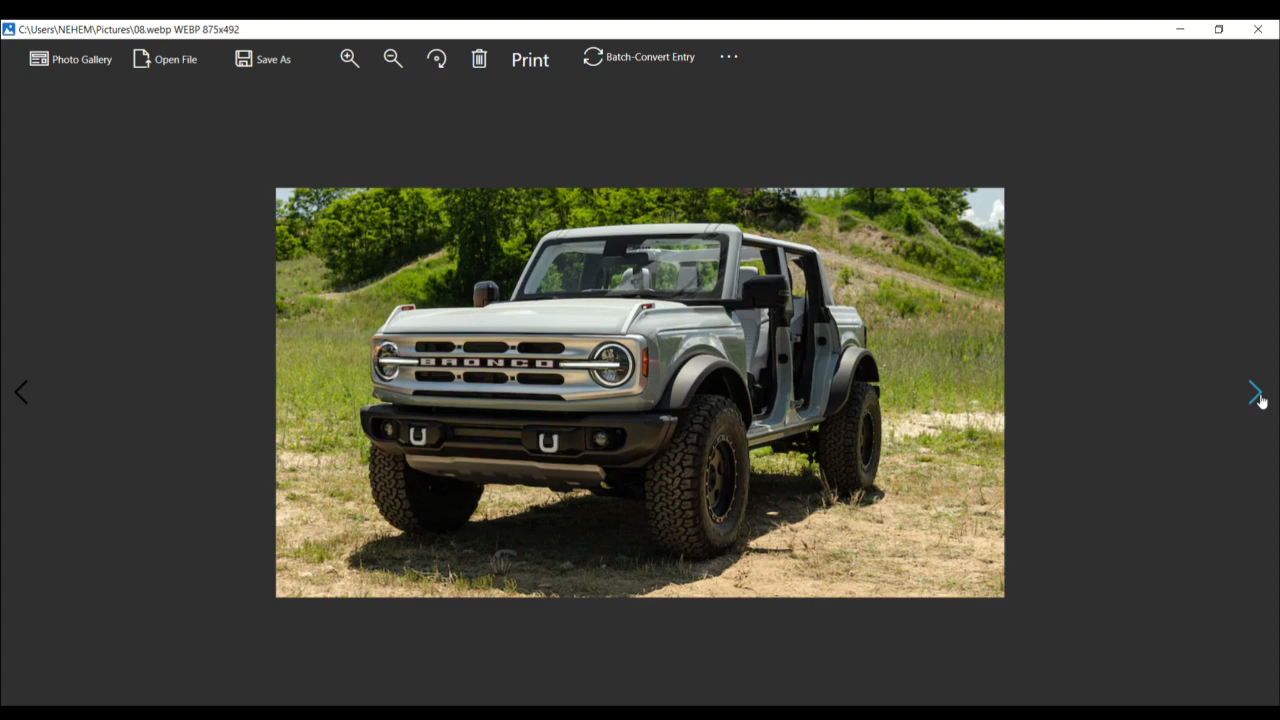 C:\Users\NEHEM\Pictures\08.webp WEBP 875x492
Photo Gallery
Open File
Save As
Print
Batch-Convert Entry
BRONCO